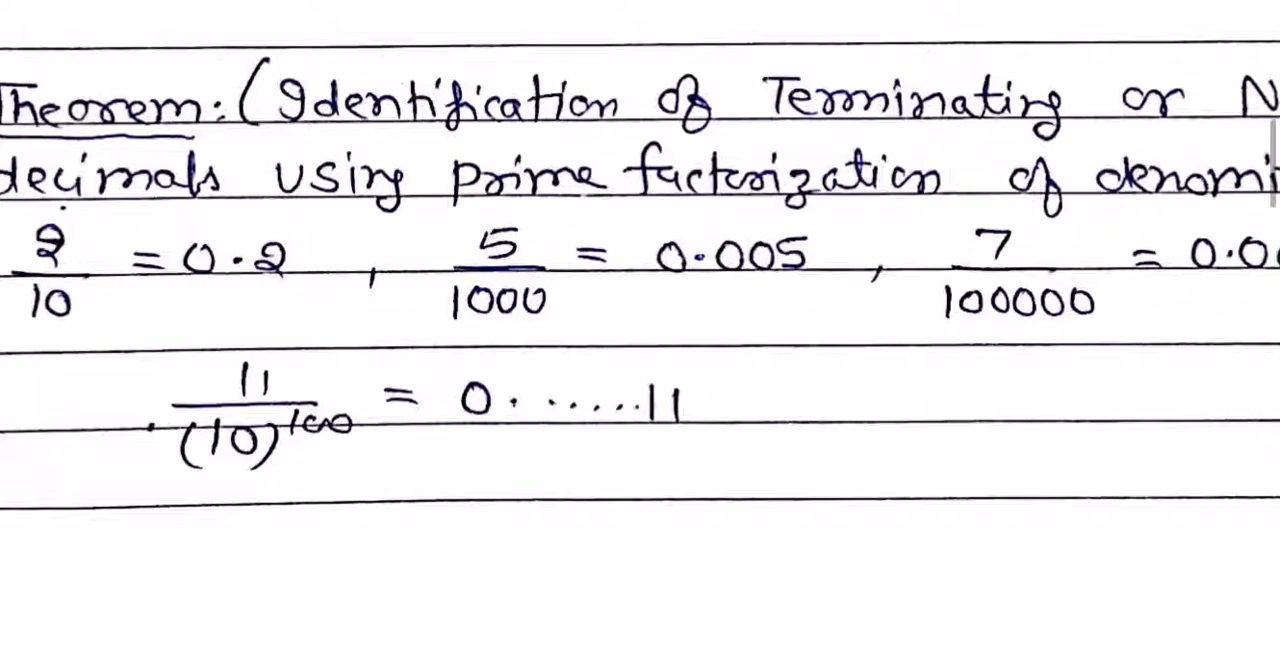 Theorem: (Identification of Terminating or N
decimals using prime factorization of denomi
2/10 = 0.2 , 5/1000 = 0.005 , 7/100000 = 0.0
11/(10)^100 = 0. ......11